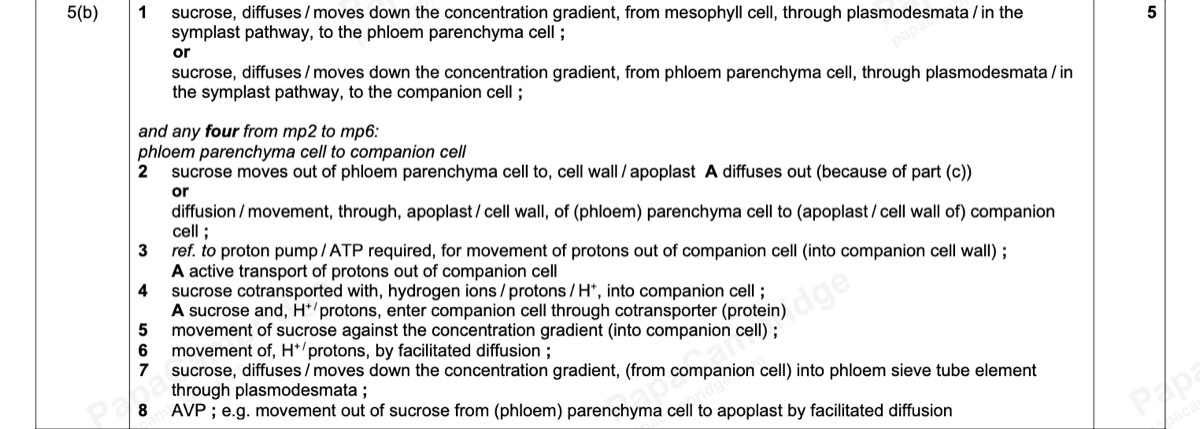 5(b) 1 sucrose, diffuses / moves down the concentration gradient, from mesophyll cell, through plasmodesmata / in the 5
symplast pathway, to the phloem parenchyma cell ;
or
sucrose, diffuses / moves down the concentration gradient, from phloem parenchyma cell, through plasmodesmata / in
the symplast pathway, to the companion cell ;
and any four from mp2 to mp6:
phloem parenchyma cell to companion cell
2 sucrose moves out of phloem parenchyma cell to, cell wall / apoplast A diffuses out (because of part (c))
or
diffusion / movement, through, apoplast / cell wall, of (phloem) parenchyma cell to (apoplast / cell wall of) companion
cell ;
3 ref. to proton pump / ATP required, for movement of protons out of companion cell (into companion cell wall) ;
A active transport of protons out of companion cell
4 sucrose cotransported with, hydrogen ions / protons / H⁺, into companion cell ;
A sucrose and, H⁺/ protons, enter companion cell through cotransporter (protein)
5 movement of sucrose against the concentration gradient (into companion cell) ;
6 movement of, H⁺/ protons, by facilitated diffusion ;
7 sucrose, diffuses / moves down the concentration gradient, (from companion cell) into phloem sieve tube element
through plasmodesmata ;
8 AVP ; e.g. movement out of sucrose from (phloem) parenchyma cell to apoplast by facilitated diffusion